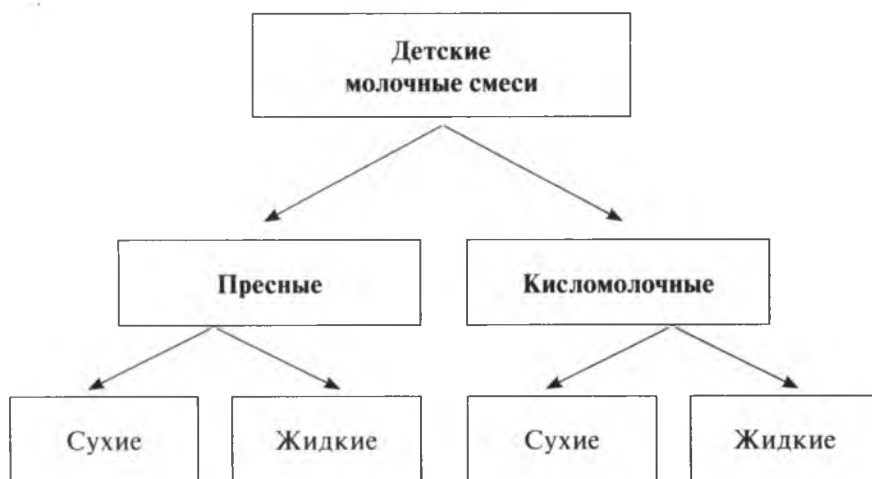 Детские
молочные смеси
Пресные
Кисломолочные
Сухие
Жидкие
Сухие
Жидкие